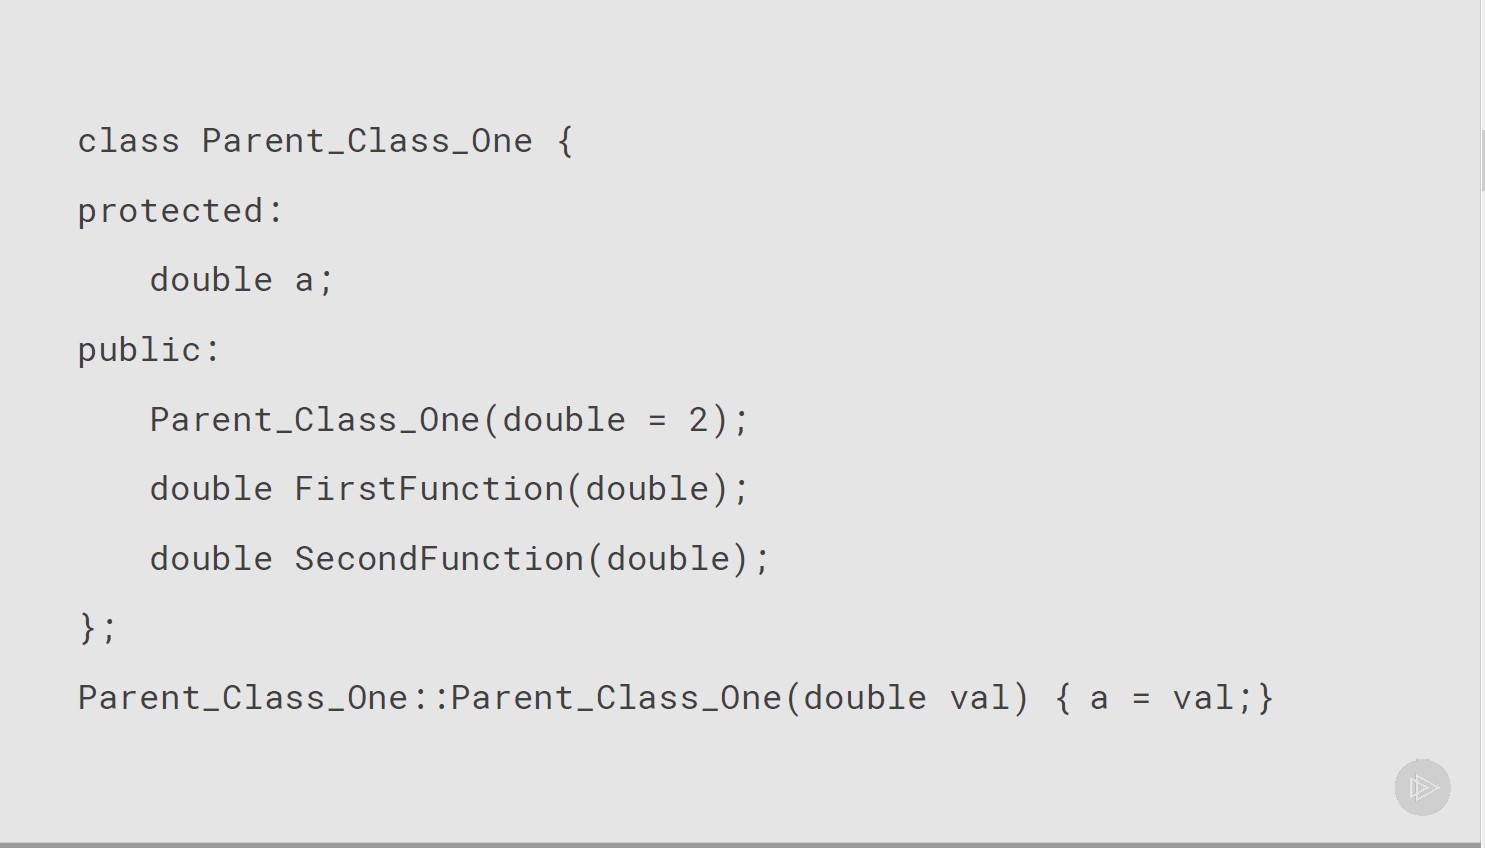 class Parent_Class_One {
protected:
double a;
public:
Parent_Class_One(double = 2);
double FirstFunction(double);
double SecondFunction(double);
};
Parent_Class_One::Parent_Class_One(double val) { a = val;}